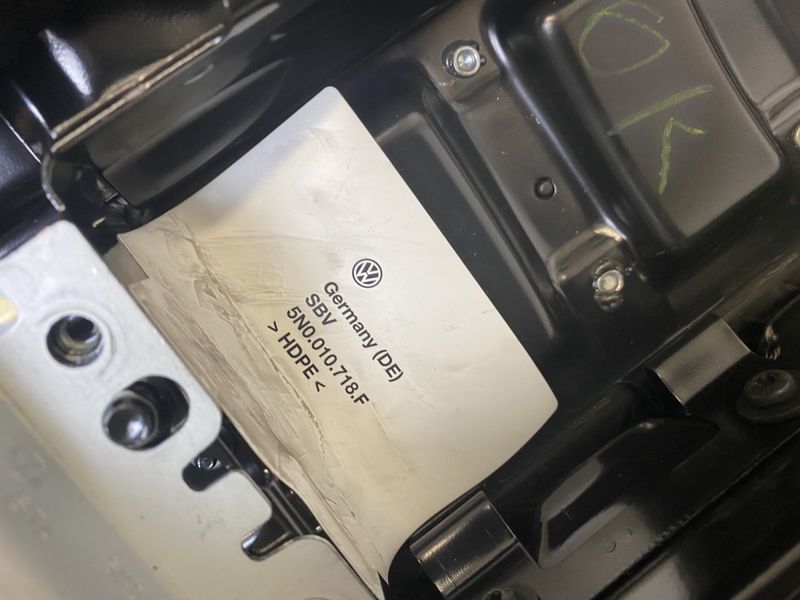 Germany (DE)
SBV
5N0.010.718.F
> HDPE <
OK